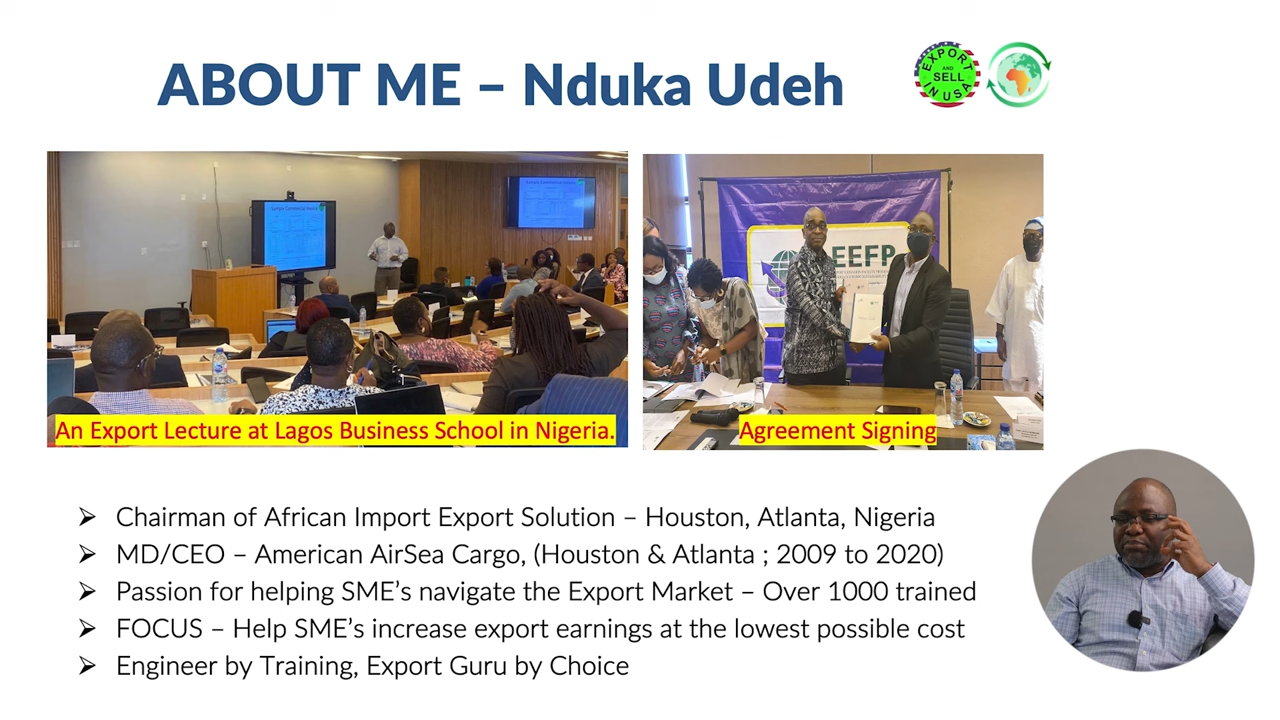 ABOUT ME – Nduka Udeh
EXPORT
AND
SELL
IN USA
Sample Commercial Invoice
EEFP
An Export Lecture at Lagos Business School in Nigeria.
Agreement Signing
➢ Chairman of African Import Export Solution – Houston, Atlanta, Nigeria
➢ MD/CEO – American AirSea Cargo, (Houston & Atlanta ; 2009 to 2020)
➢ Passion for helping SME’s navigate the Export Market – Over 1000 trained
➢ FOCUS – Help SME’s increase export earnings at the lowest possible cost
➢ Engineer by Training, Export Guru by Choice